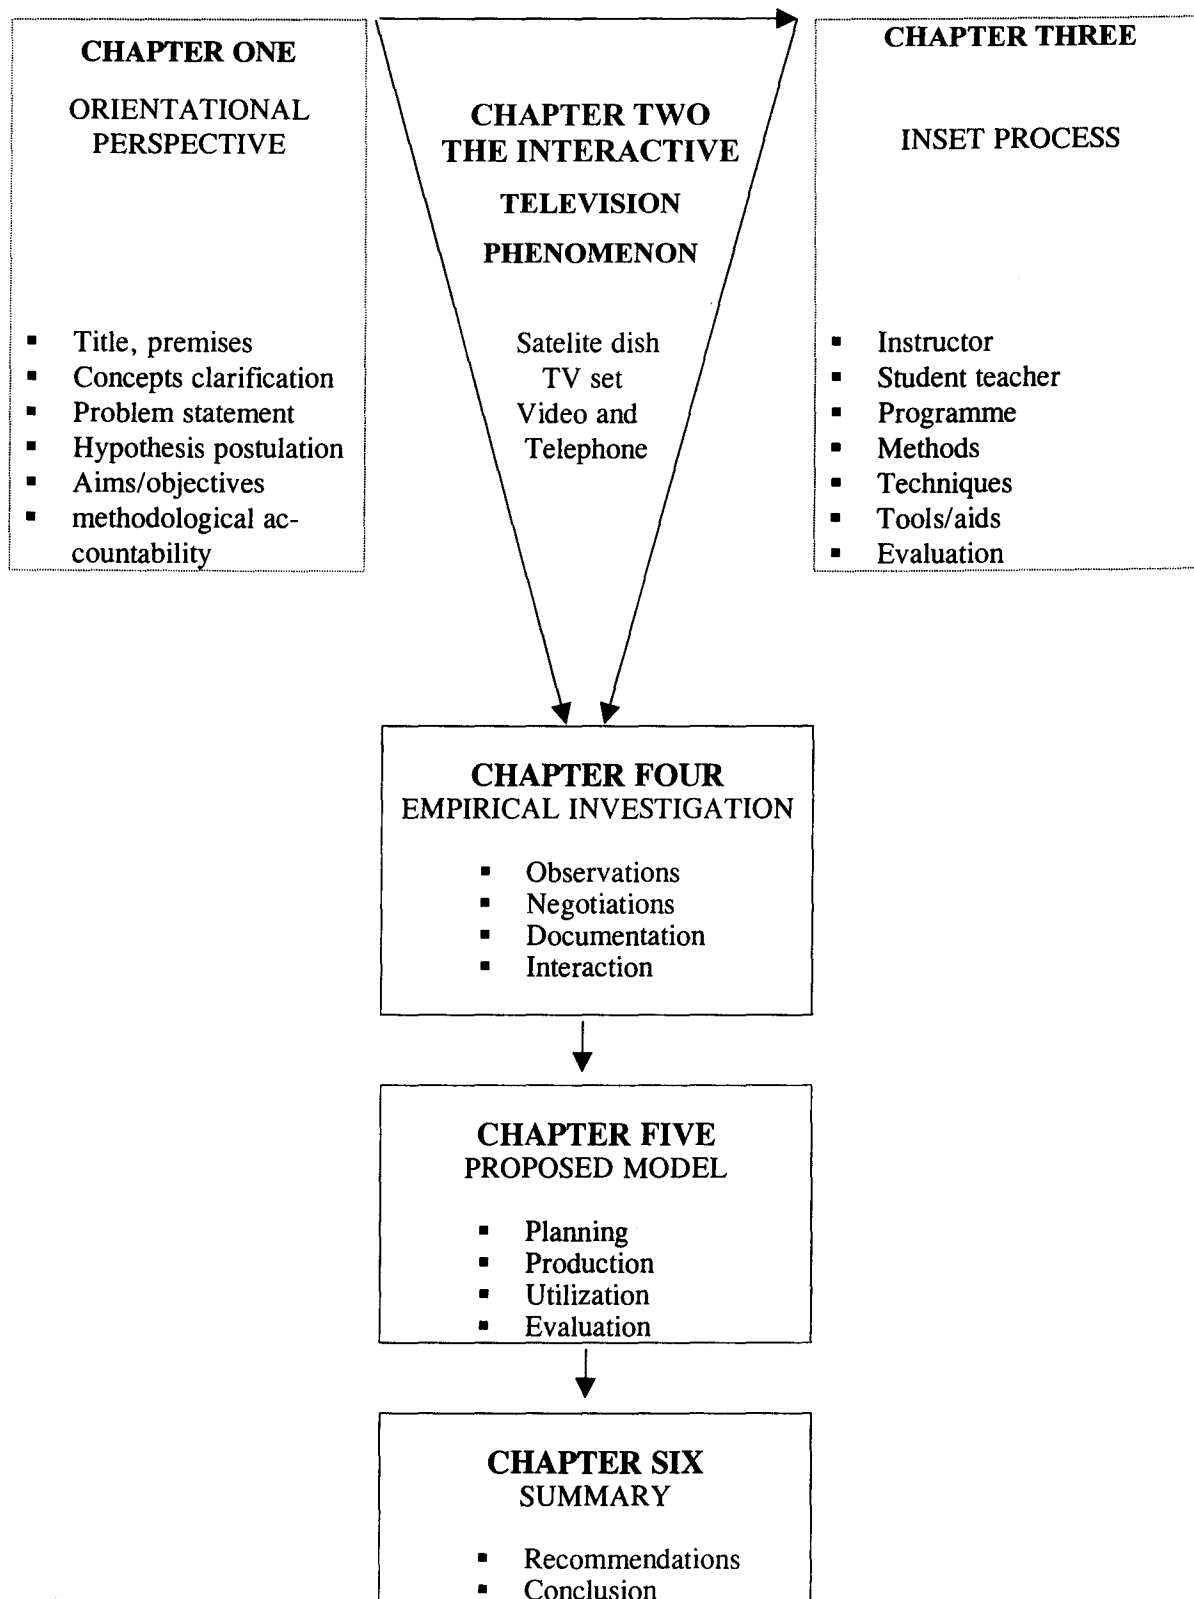 CHAPTER ONE
ORIENTATIONAL
PERSPECTIVE
▪ Title, premises
▪ Concepts clarification
▪ Problem statement
▪ Hypothesis postulation
▪ Aims/objectives
▪ methodological ac-
countability
CHAPTER TWO
THE INTERACTIVE
TELEVISION
PHENOMENON
Satelite dish
TV set
Video and
Telephone
CHAPTER THREE
INSET PROCESS
▪ Instructor
▪ Student teacher
▪ Programme
▪ Methods
▪ Techniques
▪ Tools/aids
▪ Evaluation
CHAPTER FOUR
EMPIRICAL INVESTIGATION
▪ Observations
▪ Negotiations
▪ Documentation
▪ Interaction
CHAPTER FIVE
PROPOSED MODEL
▪ Planning
▪ Production
▪ Utilization
▪ Evaluation
CHAPTER SIX
SUMMARY
▪ Recommendations
▪ Conclusion